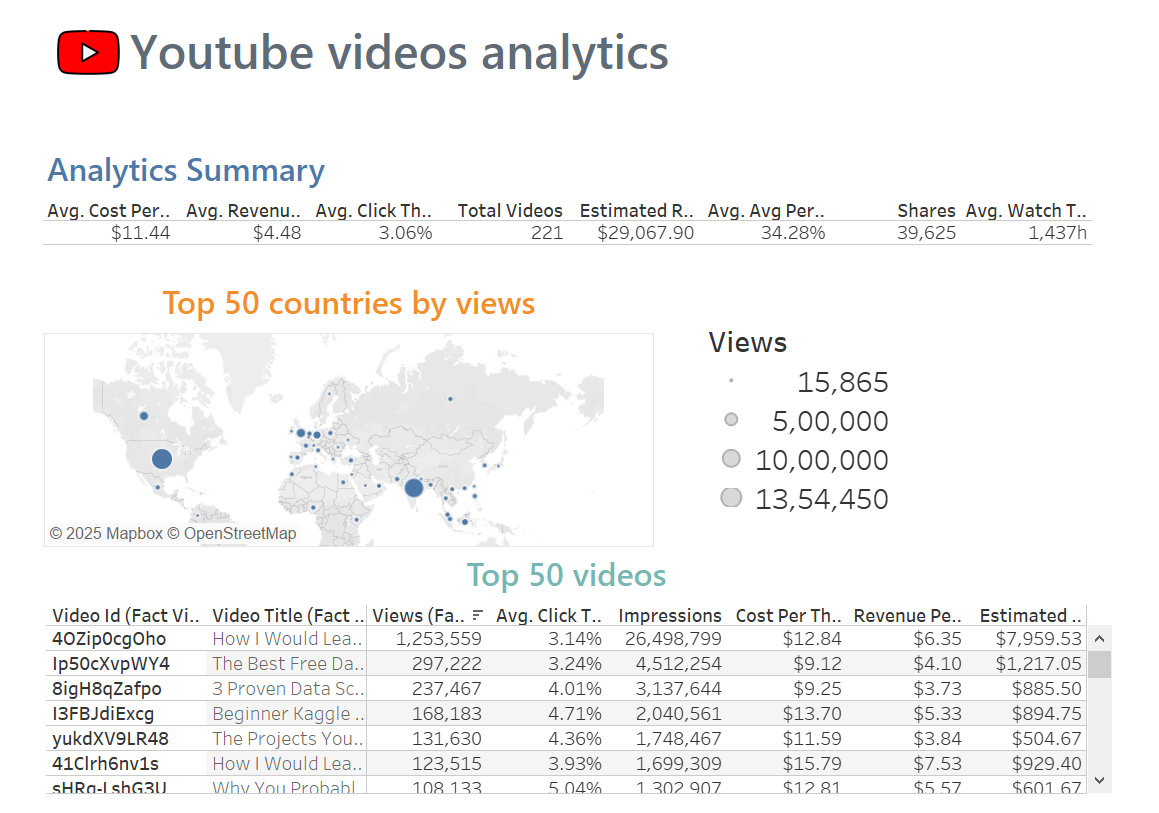 Youtube videos analytics
Analytics Summary
Avg. Cost Per.. Avg. Revenu.. Avg. Click Th.. Total Videos Estimated R.. Avg. Avg Per.. Shares Avg. Watch T..
$11.44 $4.48 3.06% 221 $29,067.90 34.28% 39,625 1,437h
Top 50 countries by views
Views
15,865
5,00,000
10,00,000
13,54,450
© 2025 Mapbox © OpenStreetMap
Top 50 videos
Video Id (Fact Vi.. Video Title (Fact .. Views (Fa.. Avg. Click T.. Impressions Cost Per Th.. Revenue Pe.. Estimated ..
4OZip0cgOho How I Would Lea.. 1,253,559 3.14% 26,498,799 $12.84 $6.35 $7,959.53
Ip50cXvpWY4 The Best Free Da.. 297,222 3.24% 4,512,254 $9.12 $4.10 $1,217.05
8igH8qZafpo 3 Proven Data Sc.. 237,467 4.01% 3,137,644 $9.25 $3.73 $885.50
I3FBJdiExcg Beginner Kaggle .. 168,183 4.71% 2,040,561 $13.70 $5.33 $894.75
yukdXV9LR48 The Projects You.. 131,630 4.36% 1,748,467 $11.59 $3.84 $504.67
41Clrh6nv1s How I Would Lea.. 123,515 3.93% 1,699,309 $15.79 $7.53 $929.40
sHRq-LshG3U Why You Probabl.. 108,133 5.04% 1,302,907 $12.81 $5.57 $601.67